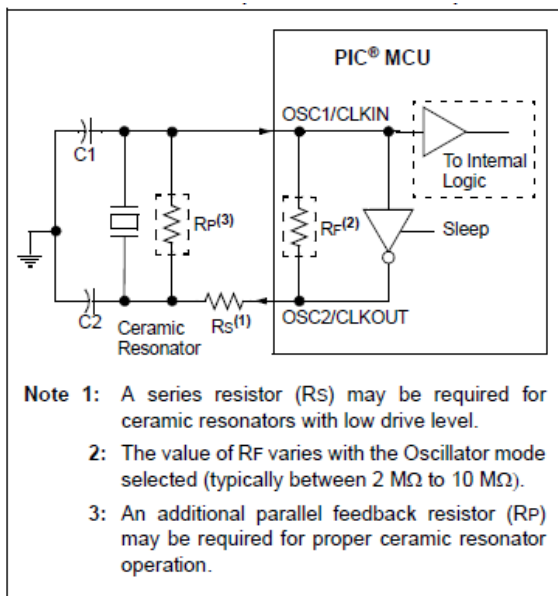 PIC® MCU
OSC1/CLKIN
C1
To Internal
Logic
RP(3)
RF(2)
Sleep
C2
Ceramic
Resonator
RS(1)
OSC2/CLKOUT
Note 1: A series resistor (RS) may be required for
ceramic resonators with low drive level.
2: The value of RF varies with the Oscillator mode
selected (typically between 2 MΩ to 10 MΩ).
3: An additional parallel feedback resistor (RP)
may be required for proper ceramic resonator
operation.